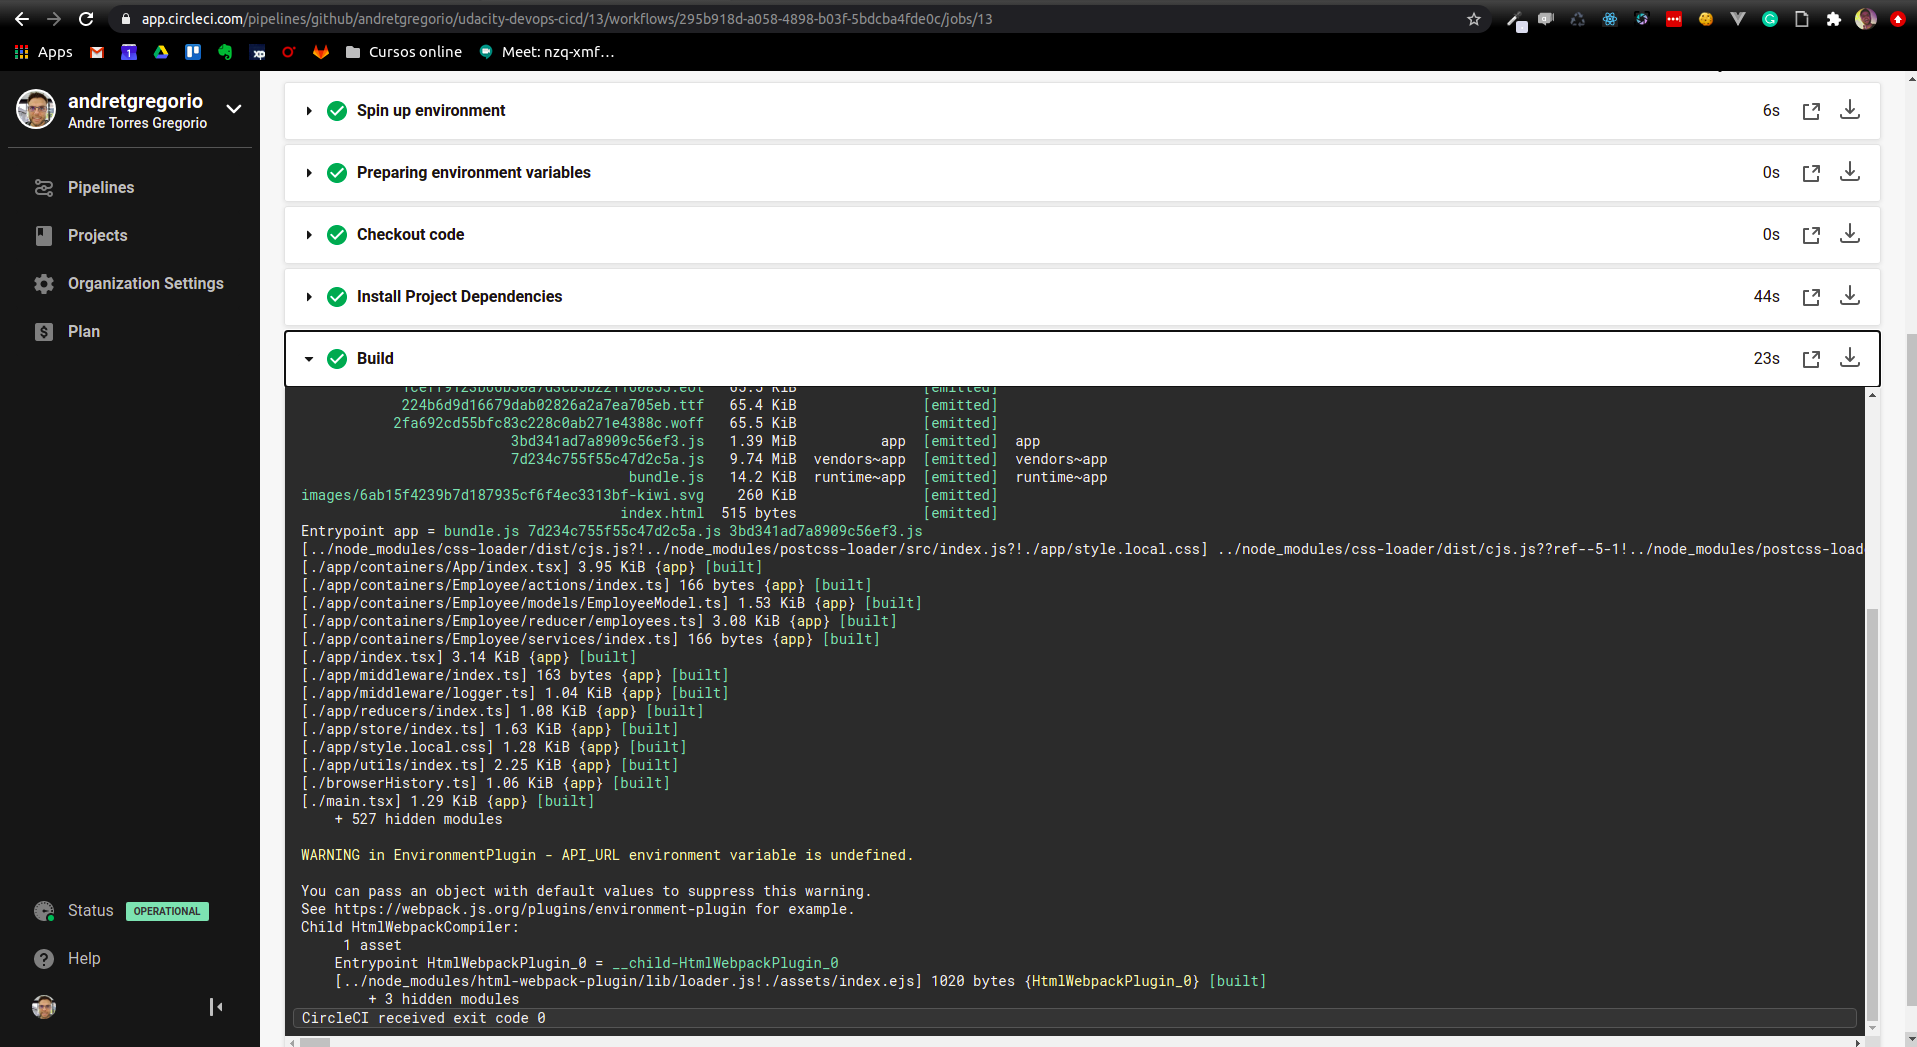 app.circleci.com/pipelines/github/andretgregorio/udacity-devops-cicd/13/workflows/295b918d-a058-4898-b03f-5bdcba4fde0c/jobs/13
Apps
Cursos online
Meet: nzq-xmf…
andretgregorio
Andre Torres Gregorio
Pipelines
Projects
Organization Settings
Plan
Status OPERATIONAL
Help
Spin up environment 6s
Preparing environment variables 0s
Checkout code 0s
Install Project Dependencies 44s
Build 23s
224b6d9d16679dab02826a2a7ea705eb.ttf 65.4 KiB [emitted]
2fa692cd55bfc83c228c0ab271e4388c.woff 65.5 KiB [emitted]
3bd341ad7a8909c56ef3.js 1.39 MiB app [emitted] app
7d234c755f55c47d2c5a.js 9.74 MiB vendors~app [emitted] vendors~app
bundle.js 14.2 KiB runtime~app [emitted] runtime~app
images/6ab15f4239b7d187935cf6f4ec3313bf-kiwi.svg 260 KiB [emitted]
index.html 515 bytes [emitted]
Entrypoint app = bundle.js 7d234c755f55c47d2c5a.js 3bd341ad7a8909c56ef3.js
[../node_modules/css-loader/dist/cjs.js?!../node_modules/postcss-loader/src/index.js?!./app/style.local.css] ../node_modules/css-loader/dist/cjs.js??ref--5-1!../node_modules/postcss-load
[./app/containers/App/index.tsx] 3.95 KiB {app} [built]
[./app/containers/Employee/actions/index.ts] 166 bytes {app} [built]
[./app/containers/Employee/models/EmployeeModel.ts] 1.53 KiB {app} [built]
[./app/containers/Employee/reducer/employees.ts] 3.08 KiB {app} [built]
[./app/containers/Employee/services/index.ts] 166 bytes {app} [built]
[./app/index.tsx] 3.14 KiB {app} [built]
[./app/middleware/index.ts] 163 bytes {app} [built]
[./app/middleware/logger.ts] 1.04 KiB {app} [built]
[./app/reducers/index.ts] 1.08 KiB {app} [built]
[./app/store/index.ts] 1.63 KiB {app} [built]
[./app/style.local.css] 1.28 KiB {app} [built]
[./app/utils/index.ts] 2.25 KiB {app} [built]
[./browserHistory.ts] 1.06 KiB {app} [built]
[./main.tsx] 1.29 KiB {app} [built]
+ 527 hidden modules
WARNING in EnvironmentPlugin - API_URL environment variable is undefined.
You can pass an object with default values to suppress this warning.
See https://webpack.js.org/plugins/environment-plugin for example.
Child HtmlWebpackCompiler:
1 asset
Entrypoint HtmlWebpackPlugin_0 = __child-HtmlWebpackPlugin_0
[../node_modules/html-webpack-plugin/lib/loader.js!./assets/index.ejs] 1020 bytes {HtmlWebpackPlugin_0} [built]
+ 3 hidden modules
CircleCI received exit code 0